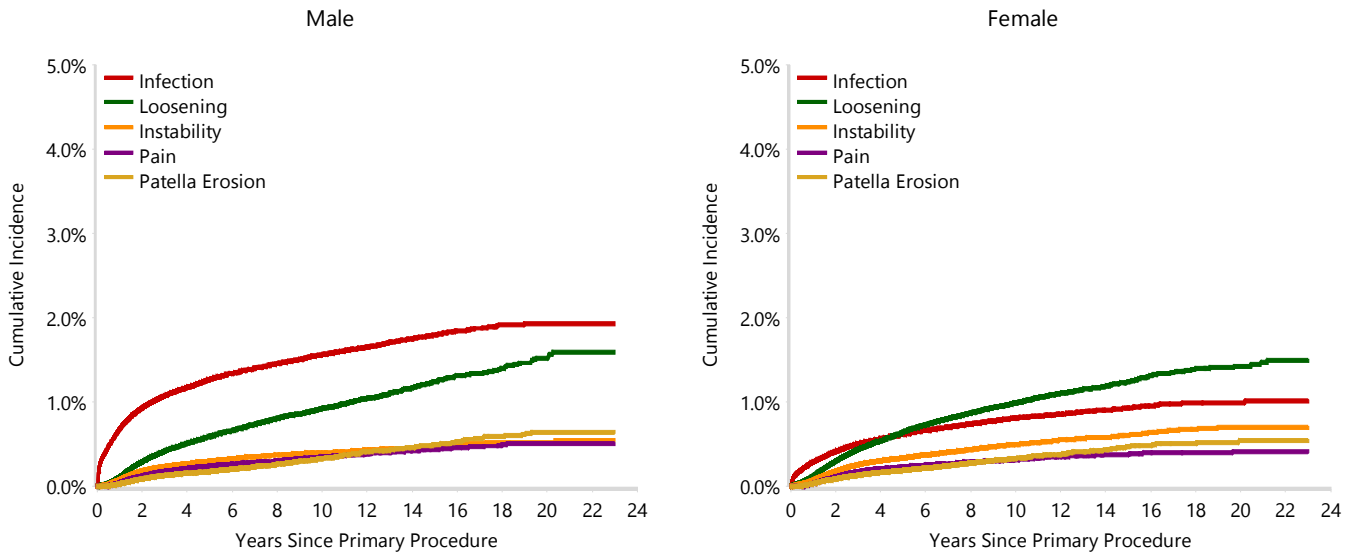 Male
5.0%
4.0%
3.0%
2.0%
1.0%
0.0%
Cumulative Incidence
Infection
Loosening
Instability
Pain
Patella Erosion
0 2 4 6 8 10 12 14 16 18 20 22 24
Years Since Primary Procedure
Female
5.0%
4.0%
3.0%
2.0%
1.0%
0.0%
Cumulative Incidence
Infection
Loosening
Instability
Pain
Patella Erosion
0 2 4 6 8 10 12 14 16 18 20 22 24
Years Since Primary Procedure